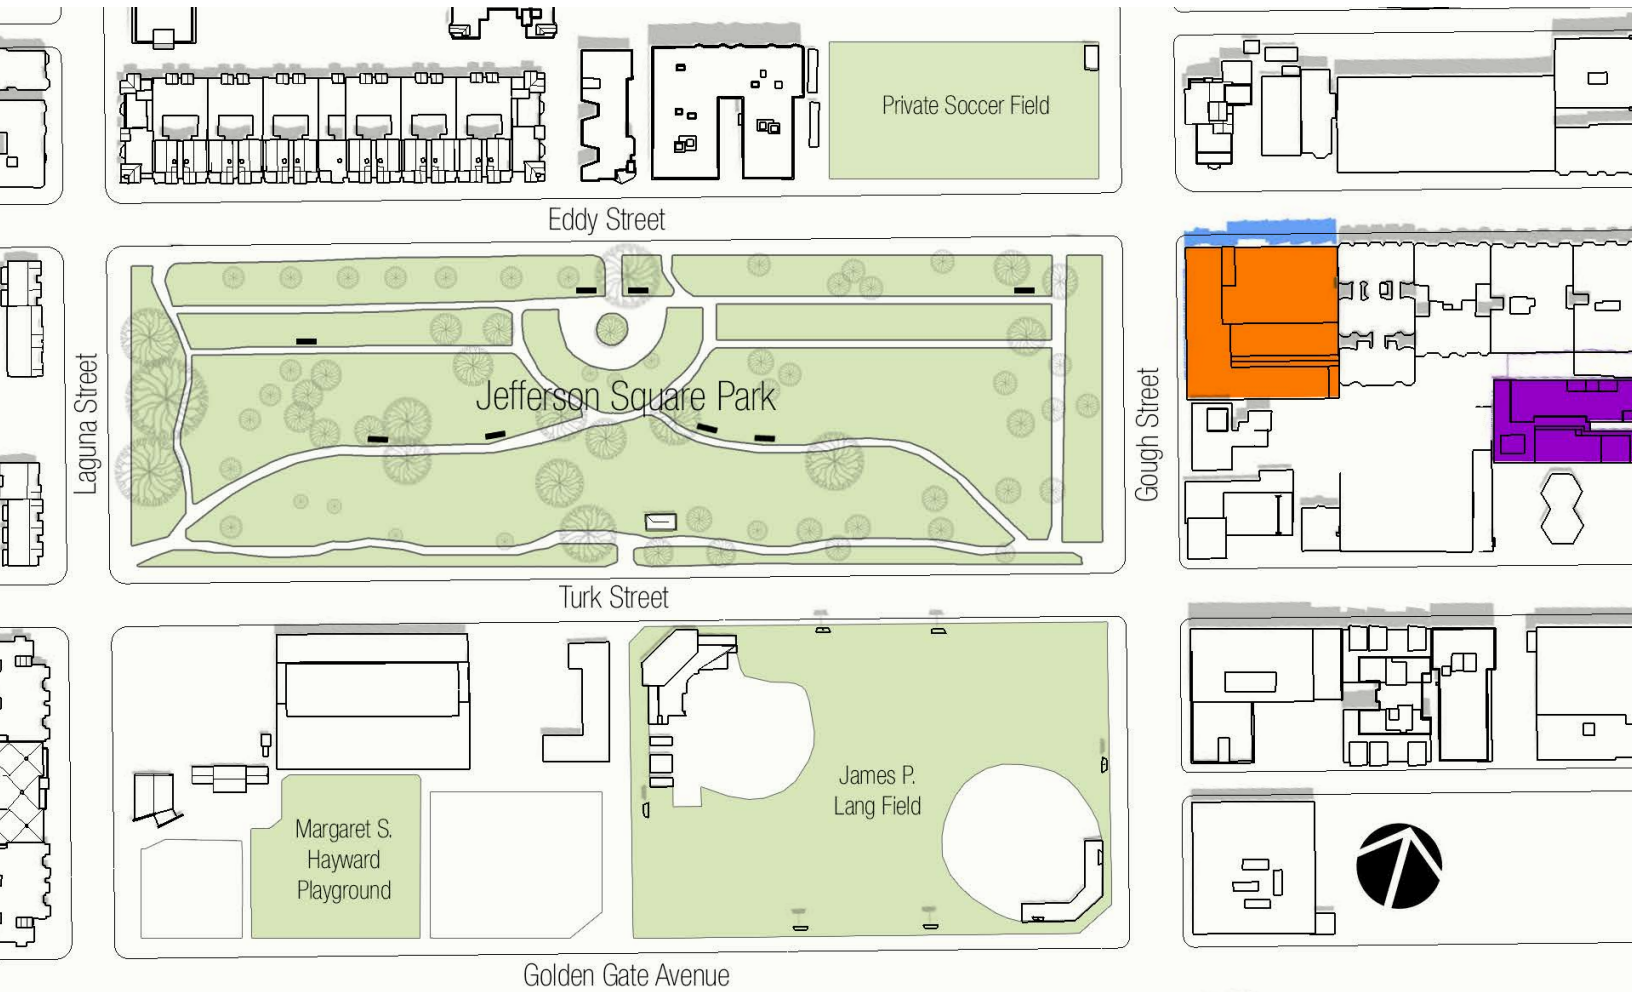 Private Soccer Field
Eddy Street
Jefferson Square Park
Laguna Street
Gough Street
Turk Street
James P.
Lang Field
Margaret S.
Hayward
Playground
Golden Gate Avenue